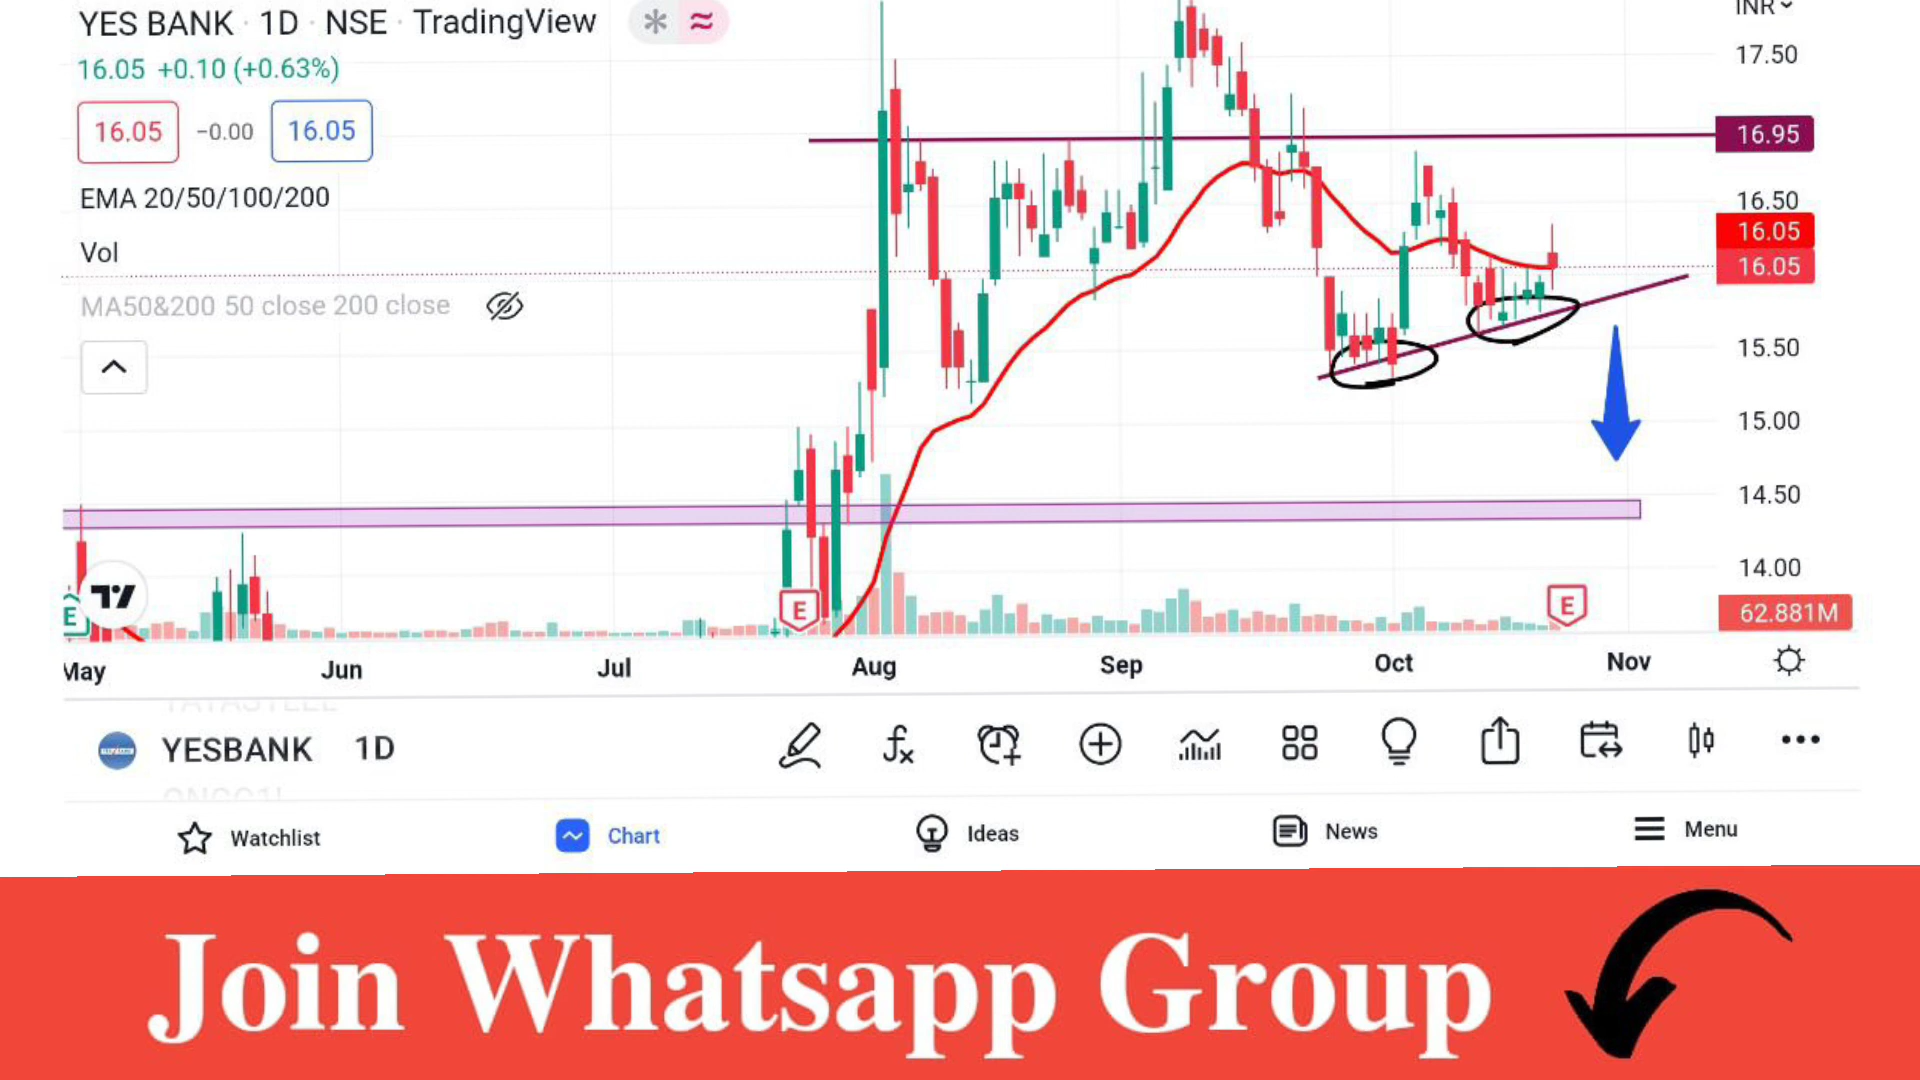 YES BANK · 1D · NSE · TradingView
INR
16.05 +0.10 (+0.63%)
17.50
16.05 −0.00 16.05
16.95
EMA 20/50/100/200
16.50
16.05
Vol
16.05
MA50&200 50 close 200 close
15.50
15.00
14.50
14.00
E
E
E
62.881M
May Jun Jul Aug Sep Oct Nov
YESBANK 1D
Watchlist Chart Ideas News Menu
Join Whatsapp Group